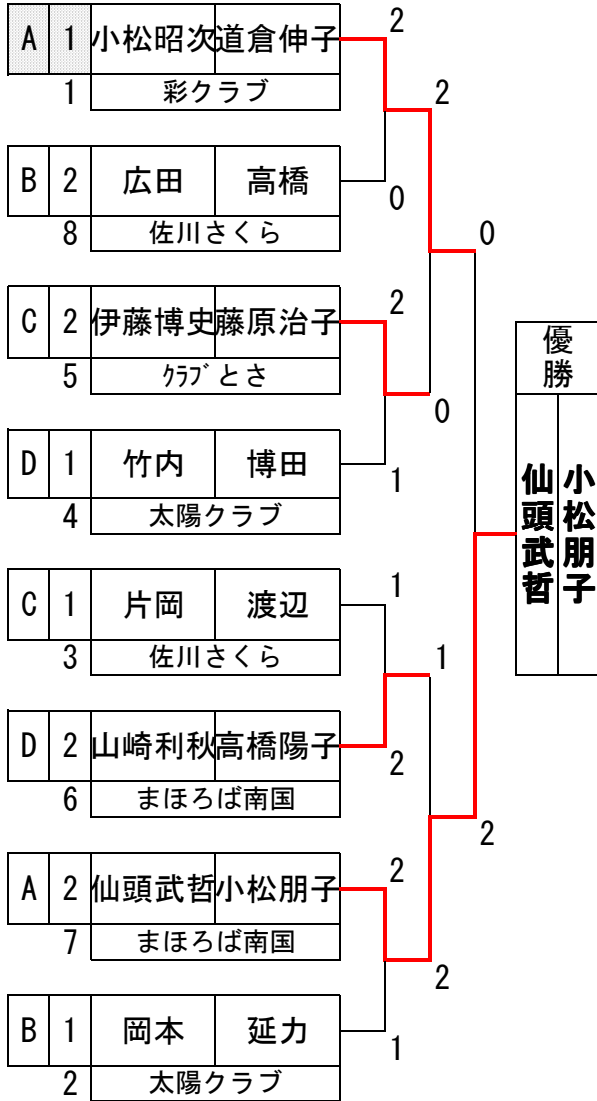 A 1 小松昭次 道倉伸子 2
1 彩クラブ 2
B 2 広田 高橋 0
8 佐川さくら 0
C 2 伊藤博史 藤原治子 2
5 ｸﾗﾌﾞとさ 0
D 1 竹内 博田 1
4 太陽クラブ
C 1 片岡 渡辺 1
3 佐川さくら 1
D 2 山崎利秋 高橋陽子 2
6 まほろば南国 2
A 2 仙頭武哲 小松朋子 2
7 まほろば南国 2
B 1 岡本 延力 1
2 太陽クラブ
優勝
小松朋子
仙頭武哲